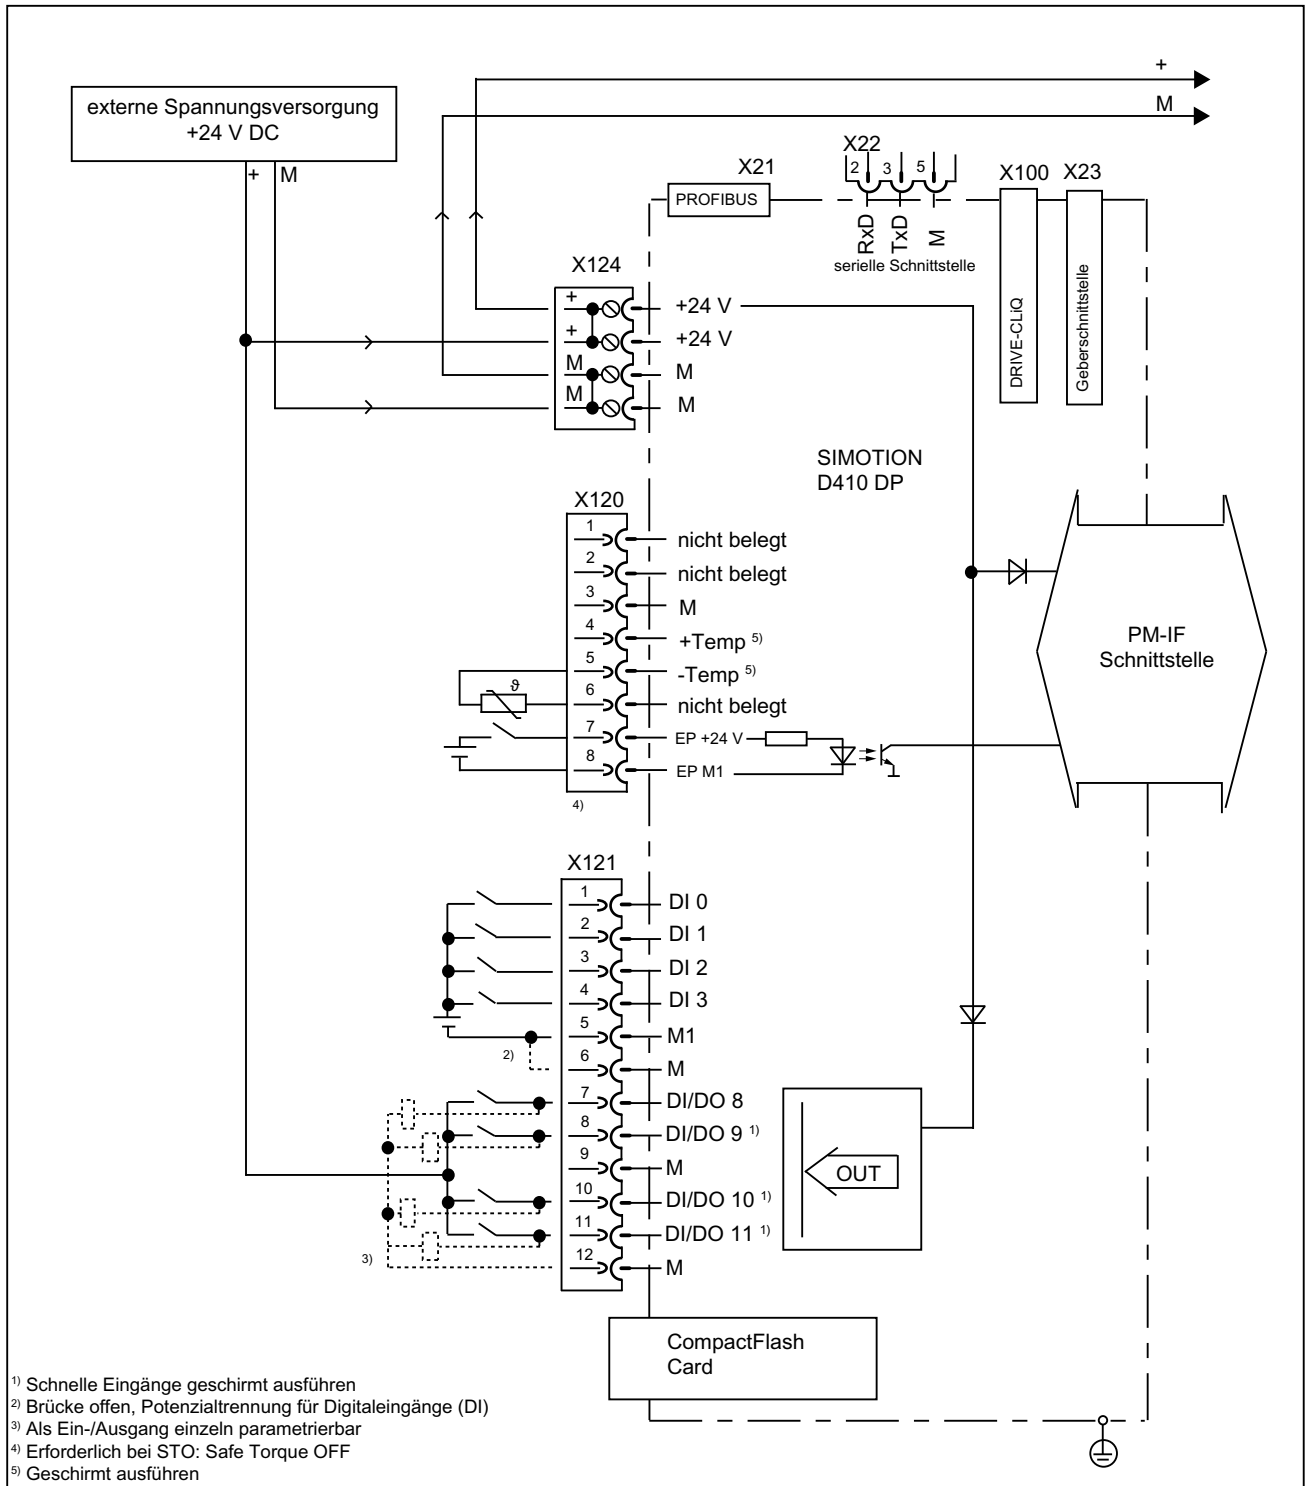 externe Spannungsversorgung
+24 V DC
+ M
+
M
X21
PROFIBUS
X22
2 3 5
RxD
TxD
M
serielle Schnittstelle
X100
DRIVE-CLiQ
X23
Geberschnittstelle
X124
+ +24 V
+ +24 V
M M
M M
SIMOTION
D410 DP
X120
1 nicht belegt
2 nicht belegt
3 M
4 +Temp 5)
5 -Temp 5)
ϑ
6 nicht belegt
7 EP +24 V
8 EP M1
4)
PM-IF
Schnittstelle
X121
1 DI 0
2 DI 1
3 DI 2
4 DI 3
5 M1
2)
6 M
7 DI/DO 8
8 DI/DO 9 1)
9 M
10 DI/DO 10 1)
11 DI/DO 11 1)
3)
12 M
OUT
CompactFlash
Card
1) Schnelle Eingänge geschirmt ausführen
2) Brücke offen, Potenzialtrennung für Digitaleingänge (DI)
3) Als Ein-/Ausgang einzeln parametrierbar
4) Erforderlich bei STO: Safe Torque OFF
5) Geschirmt ausführen